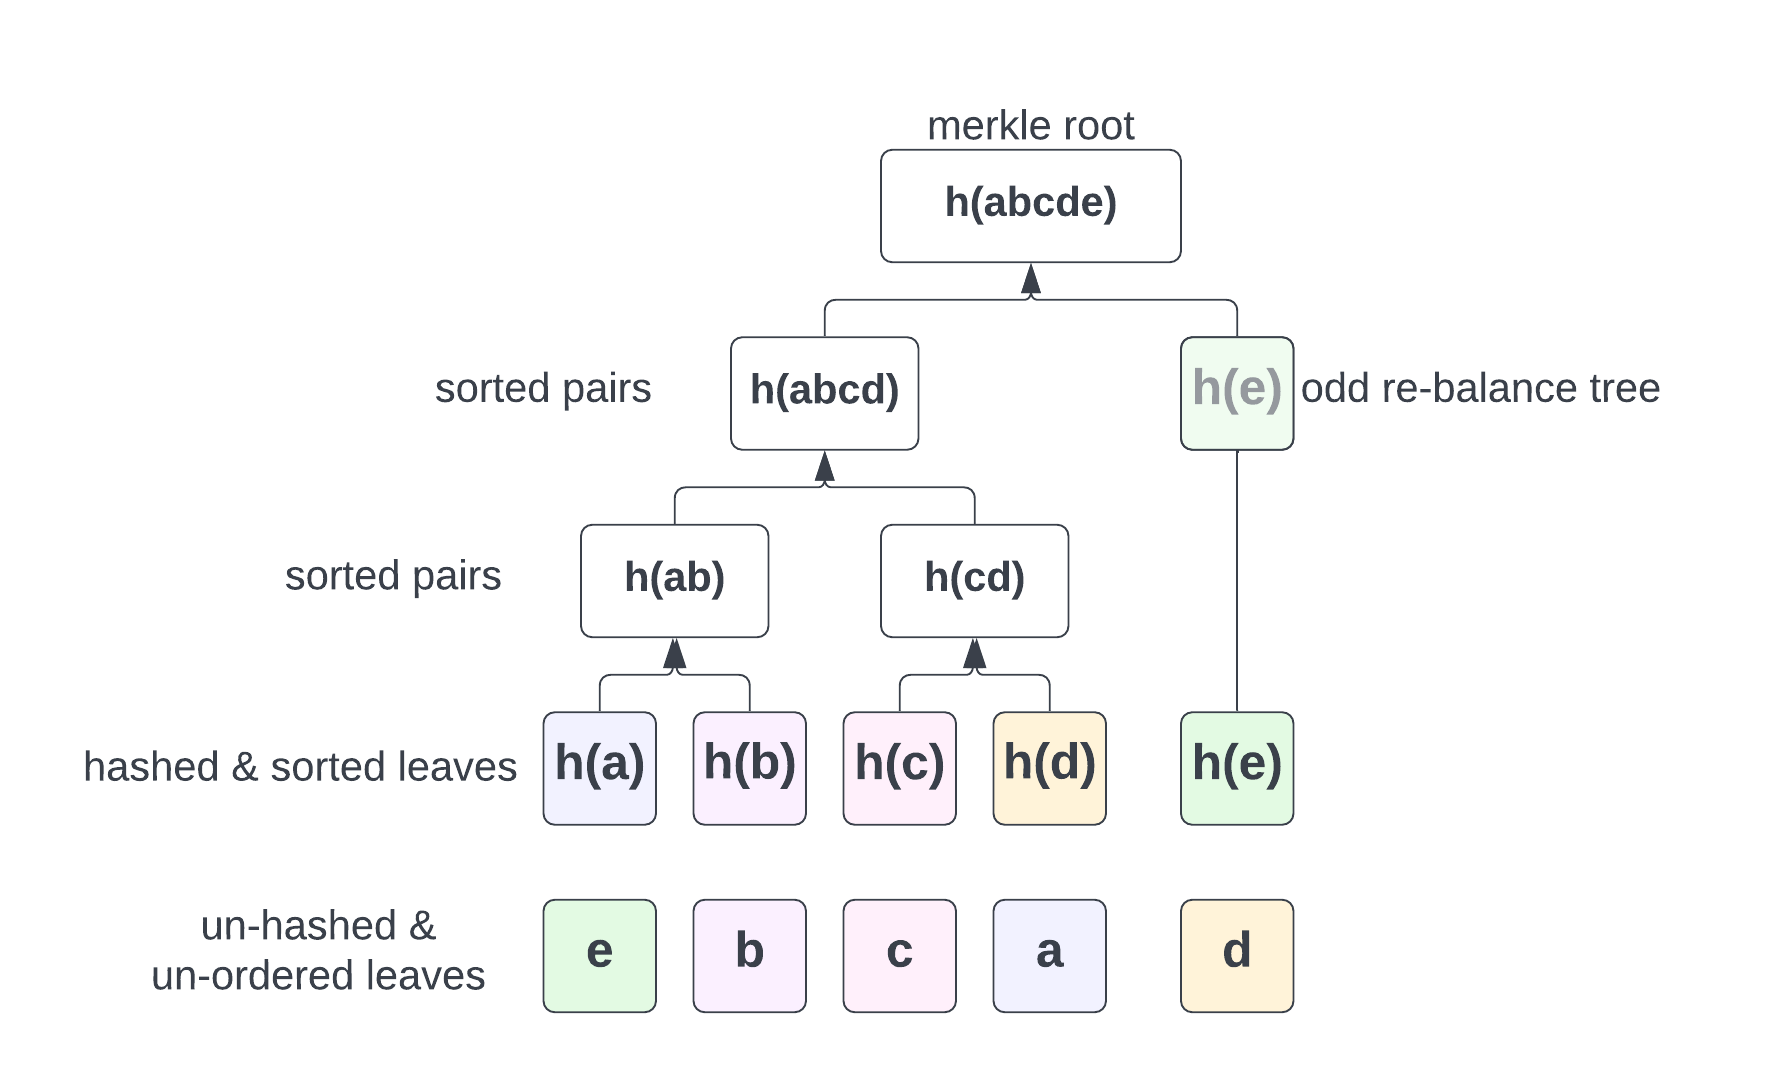 merkle root
h(abcde)
sorted pairs
h(abcd)
h(e)
odd re-balance tree
sorted pairs
h(ab)
h(cd)
hashed & sorted leaves
h(a)
h(b)
h(c)
h(d)
h(e)
un-hashed &
un-ordered leaves
e
b
c
a
d